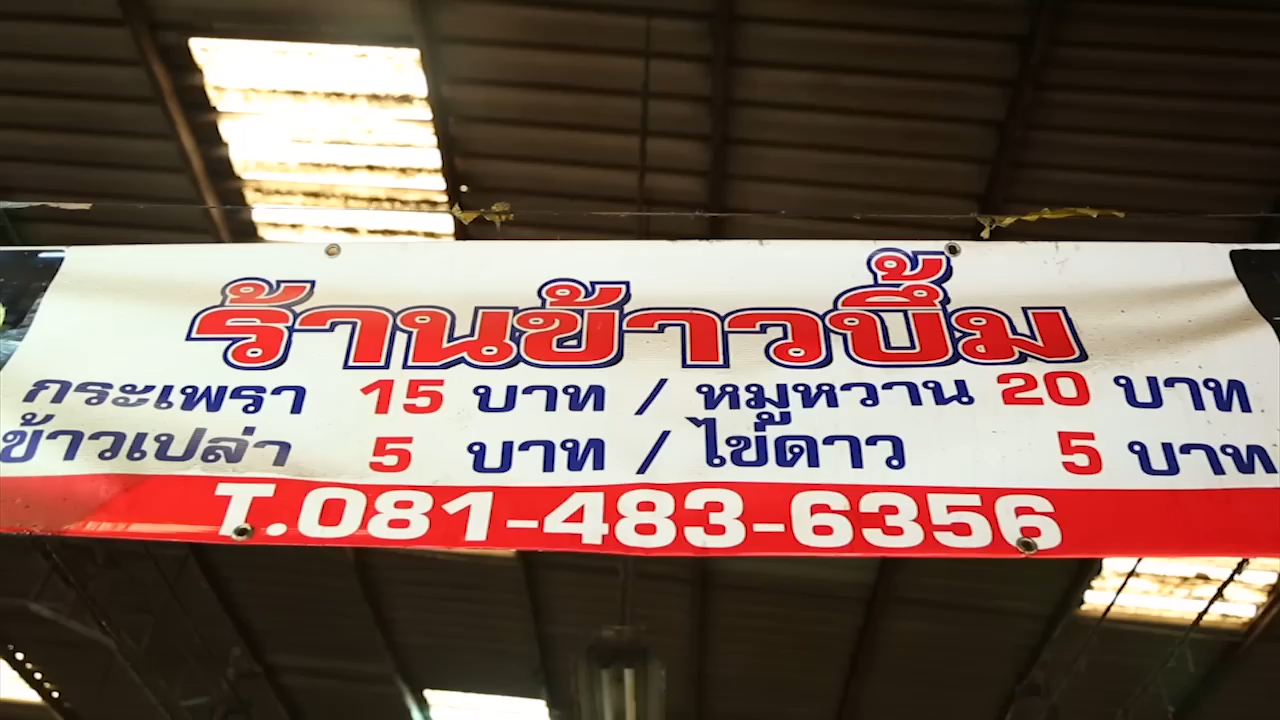 ร้านข้าวบึ้ม
กระเพรา 15 บาท / หมูหวาน 20 บาท
ข้าวเปล่า 5 บาท / ไข่ดาว 5 บาท
T.081-483-6356